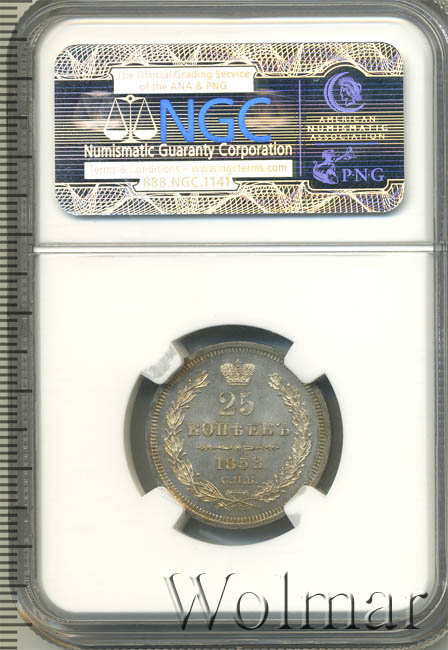 The Official Grading Service
of the ANA & PNG
NGC
Numismatic Guaranty Corporation
Terms & Conditions – www.ngcterms.com
888.NGC.1141
AMERICAN
NUMISMATIC
ASSOCIATION
PNG
25
КОПѢЕКЪ
С.П.Б.
Wolmar